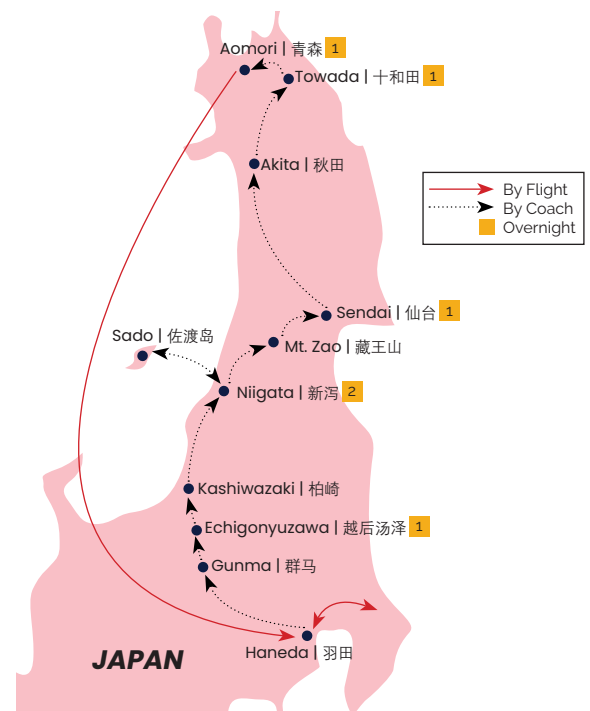 Aomori | 青森 1
Towada | 十和田 1
Akita | 秋田
By Flight
By Coach
Overnight
Sendai | 仙台 1
Sado | 佐渡岛
Mt. Zao | 藏王山
Niigata | 新泻 2
Kashiwazaki | 柏崎
Echigonyuzawa | 越后汤泽 1
Gunma | 群马
Haneda | 羽田
JAPAN